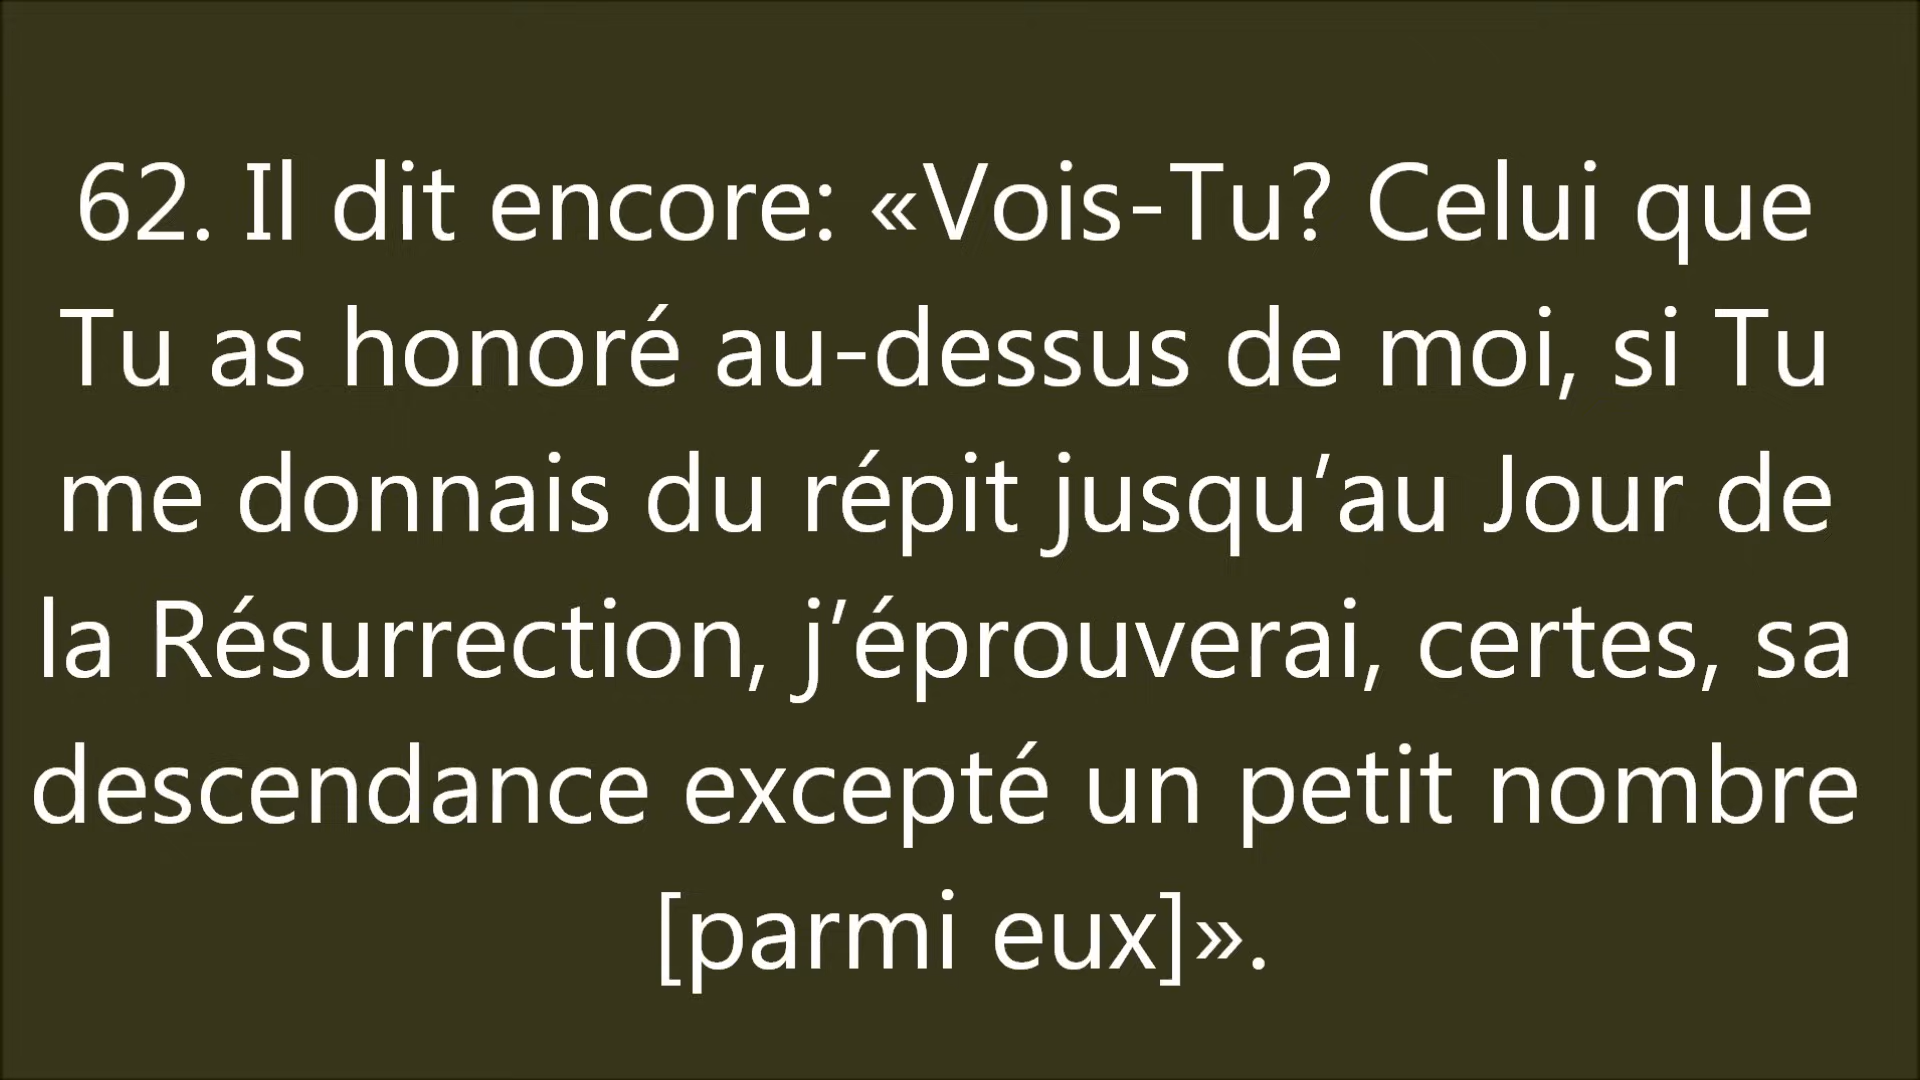 62. Il dit encore: «Vois-Tu? Celui que
Tu as honoré au-dessus de moi, si Tu
me donnais du répit jusqu’au Jour de
la Résurrection, j’éprouverai, certes, sa
descendance excepté un petit nombre
[parmi eux]».